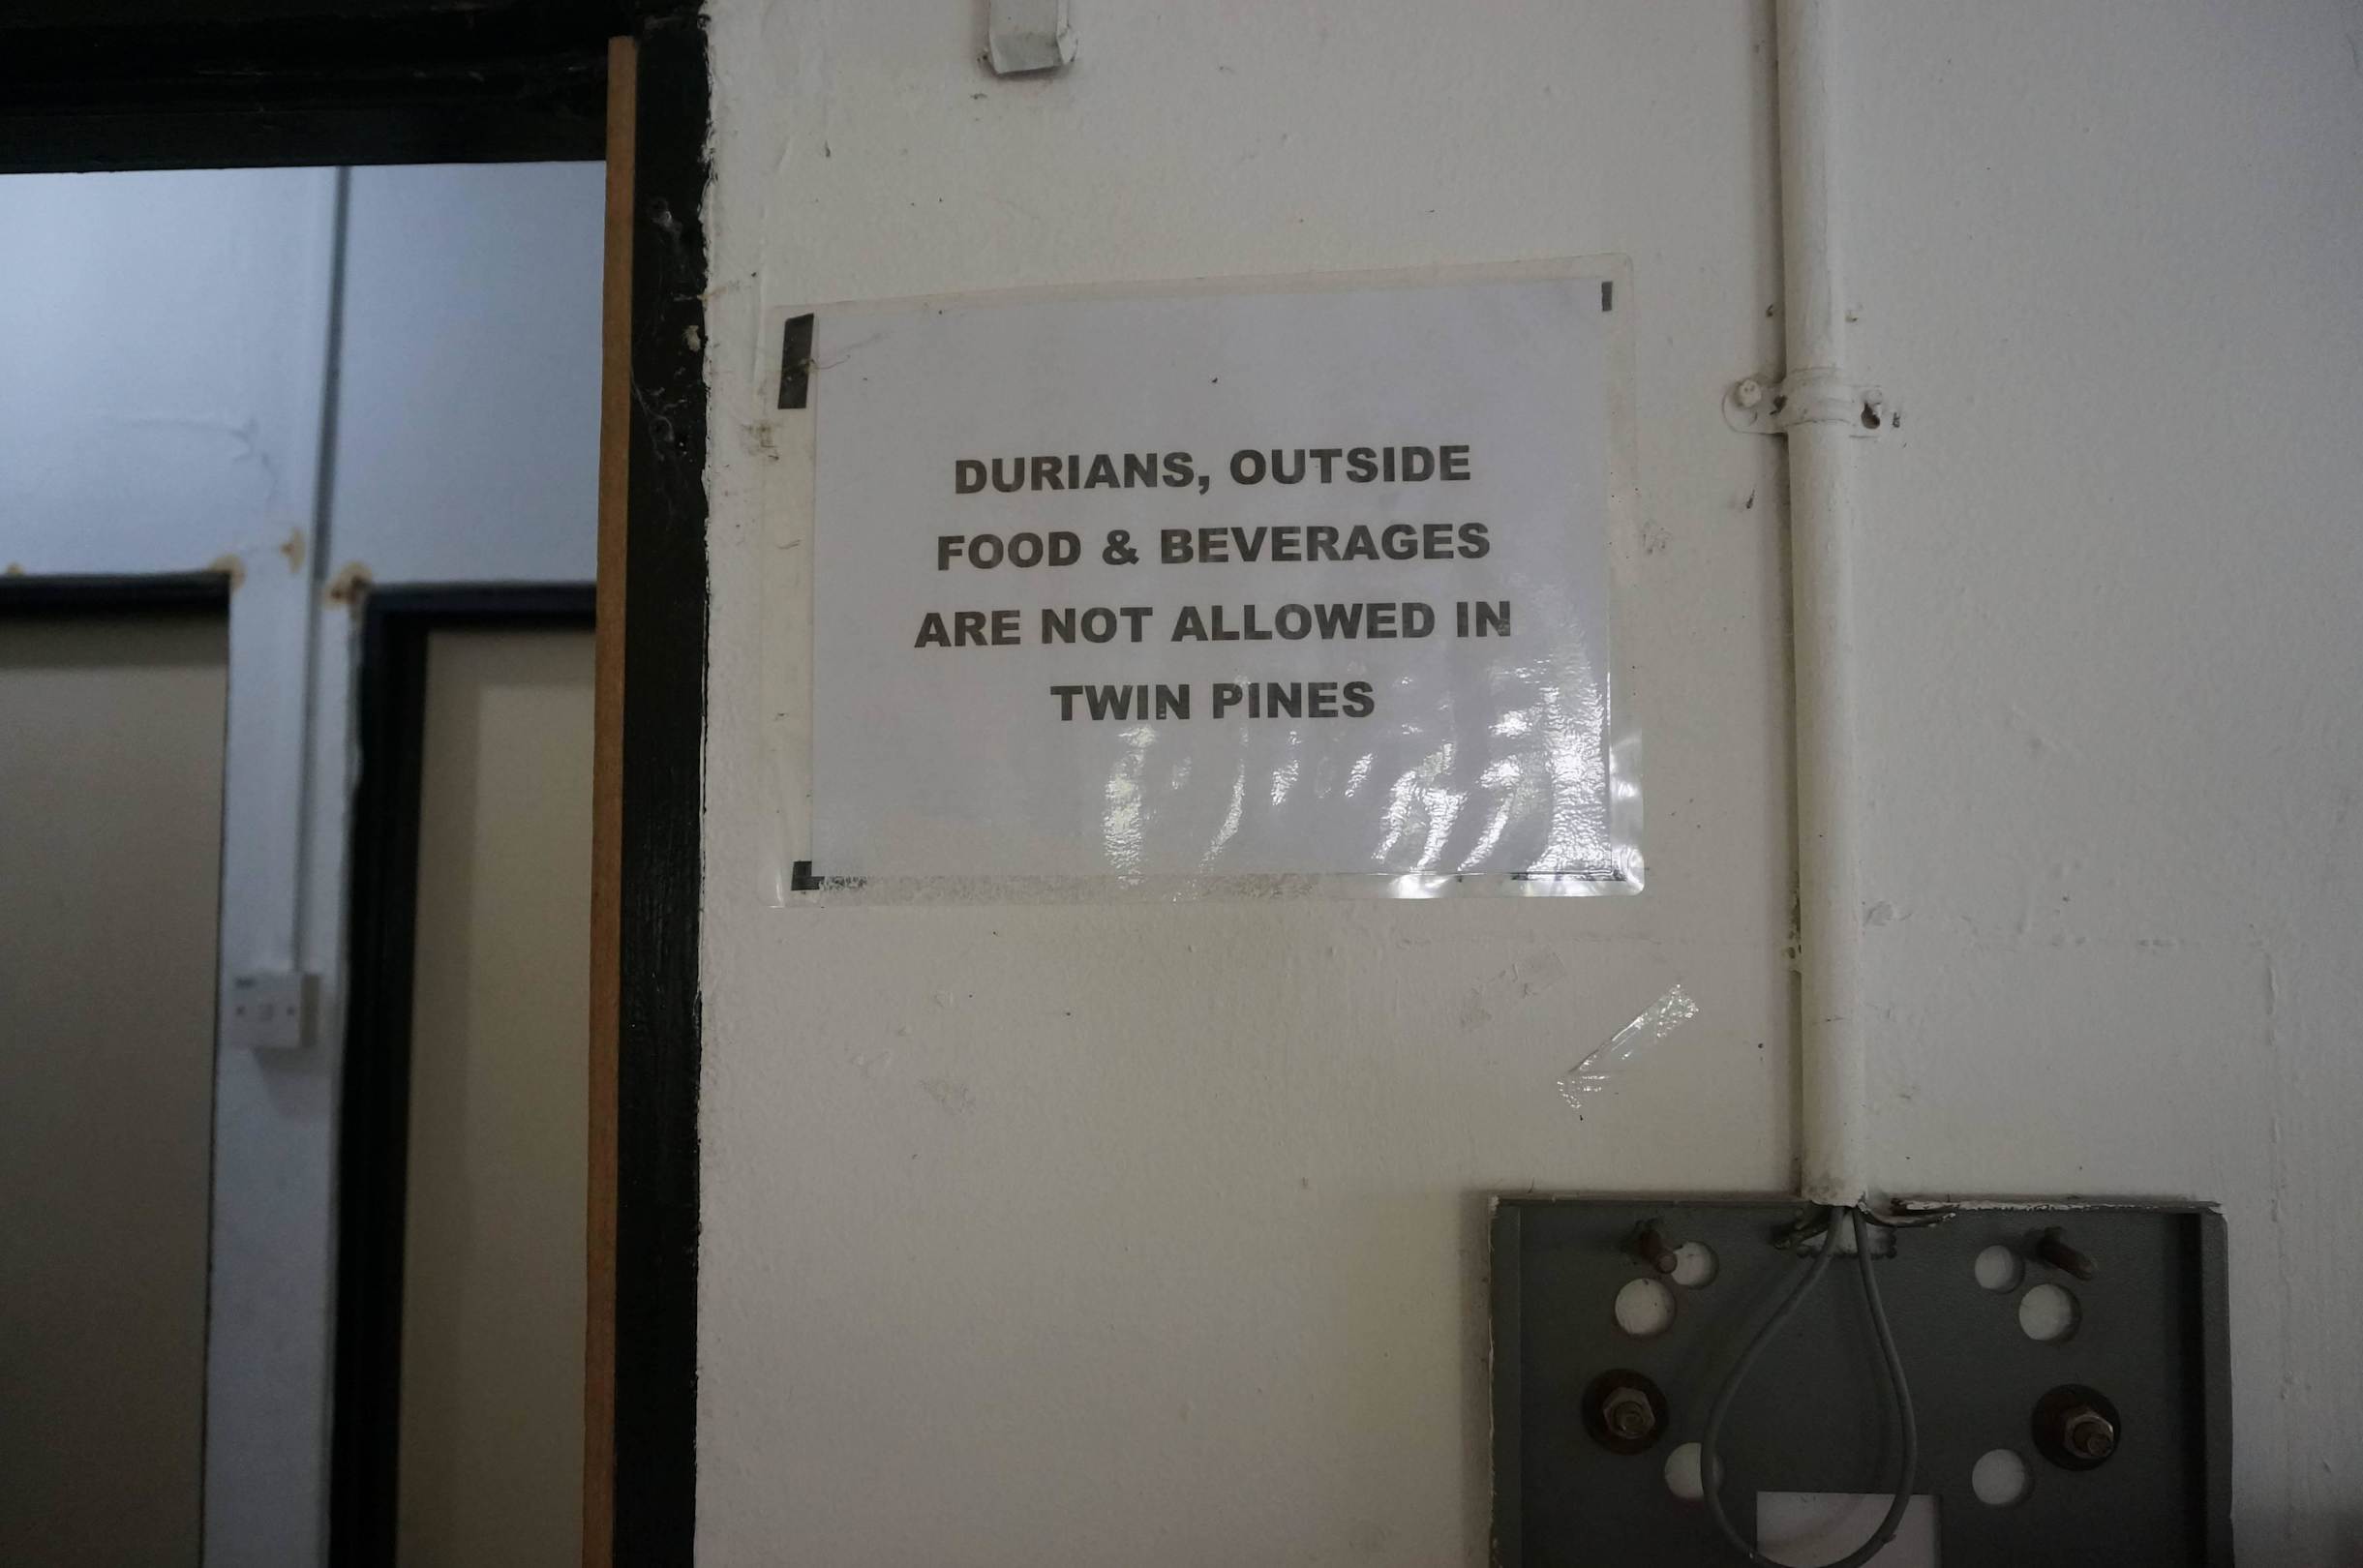 DURIANS, OUTSIDE
FOOD & BEVERAGES
ARE NOT ALLOWED IN
TWIN PINES